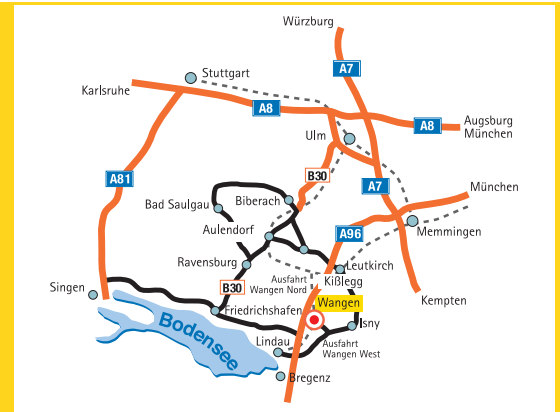 Würzburg
A7
Stuttgart
Karlsruhe
A8
A8
Augsburg
München
Ulm
B30
A81
A7
München
Biberach
Bad Saulgau
Aulendorf
A96
Memmingen
Ravensburg
Leutkirch
Ausfahrt
Wangen Nord
Kißlegg
Singen
B30
Kempten
Wangen
Friedrichshafen
Isny
Bodensee
Lindau
Ausfahrt
Wangen West
Bregenz